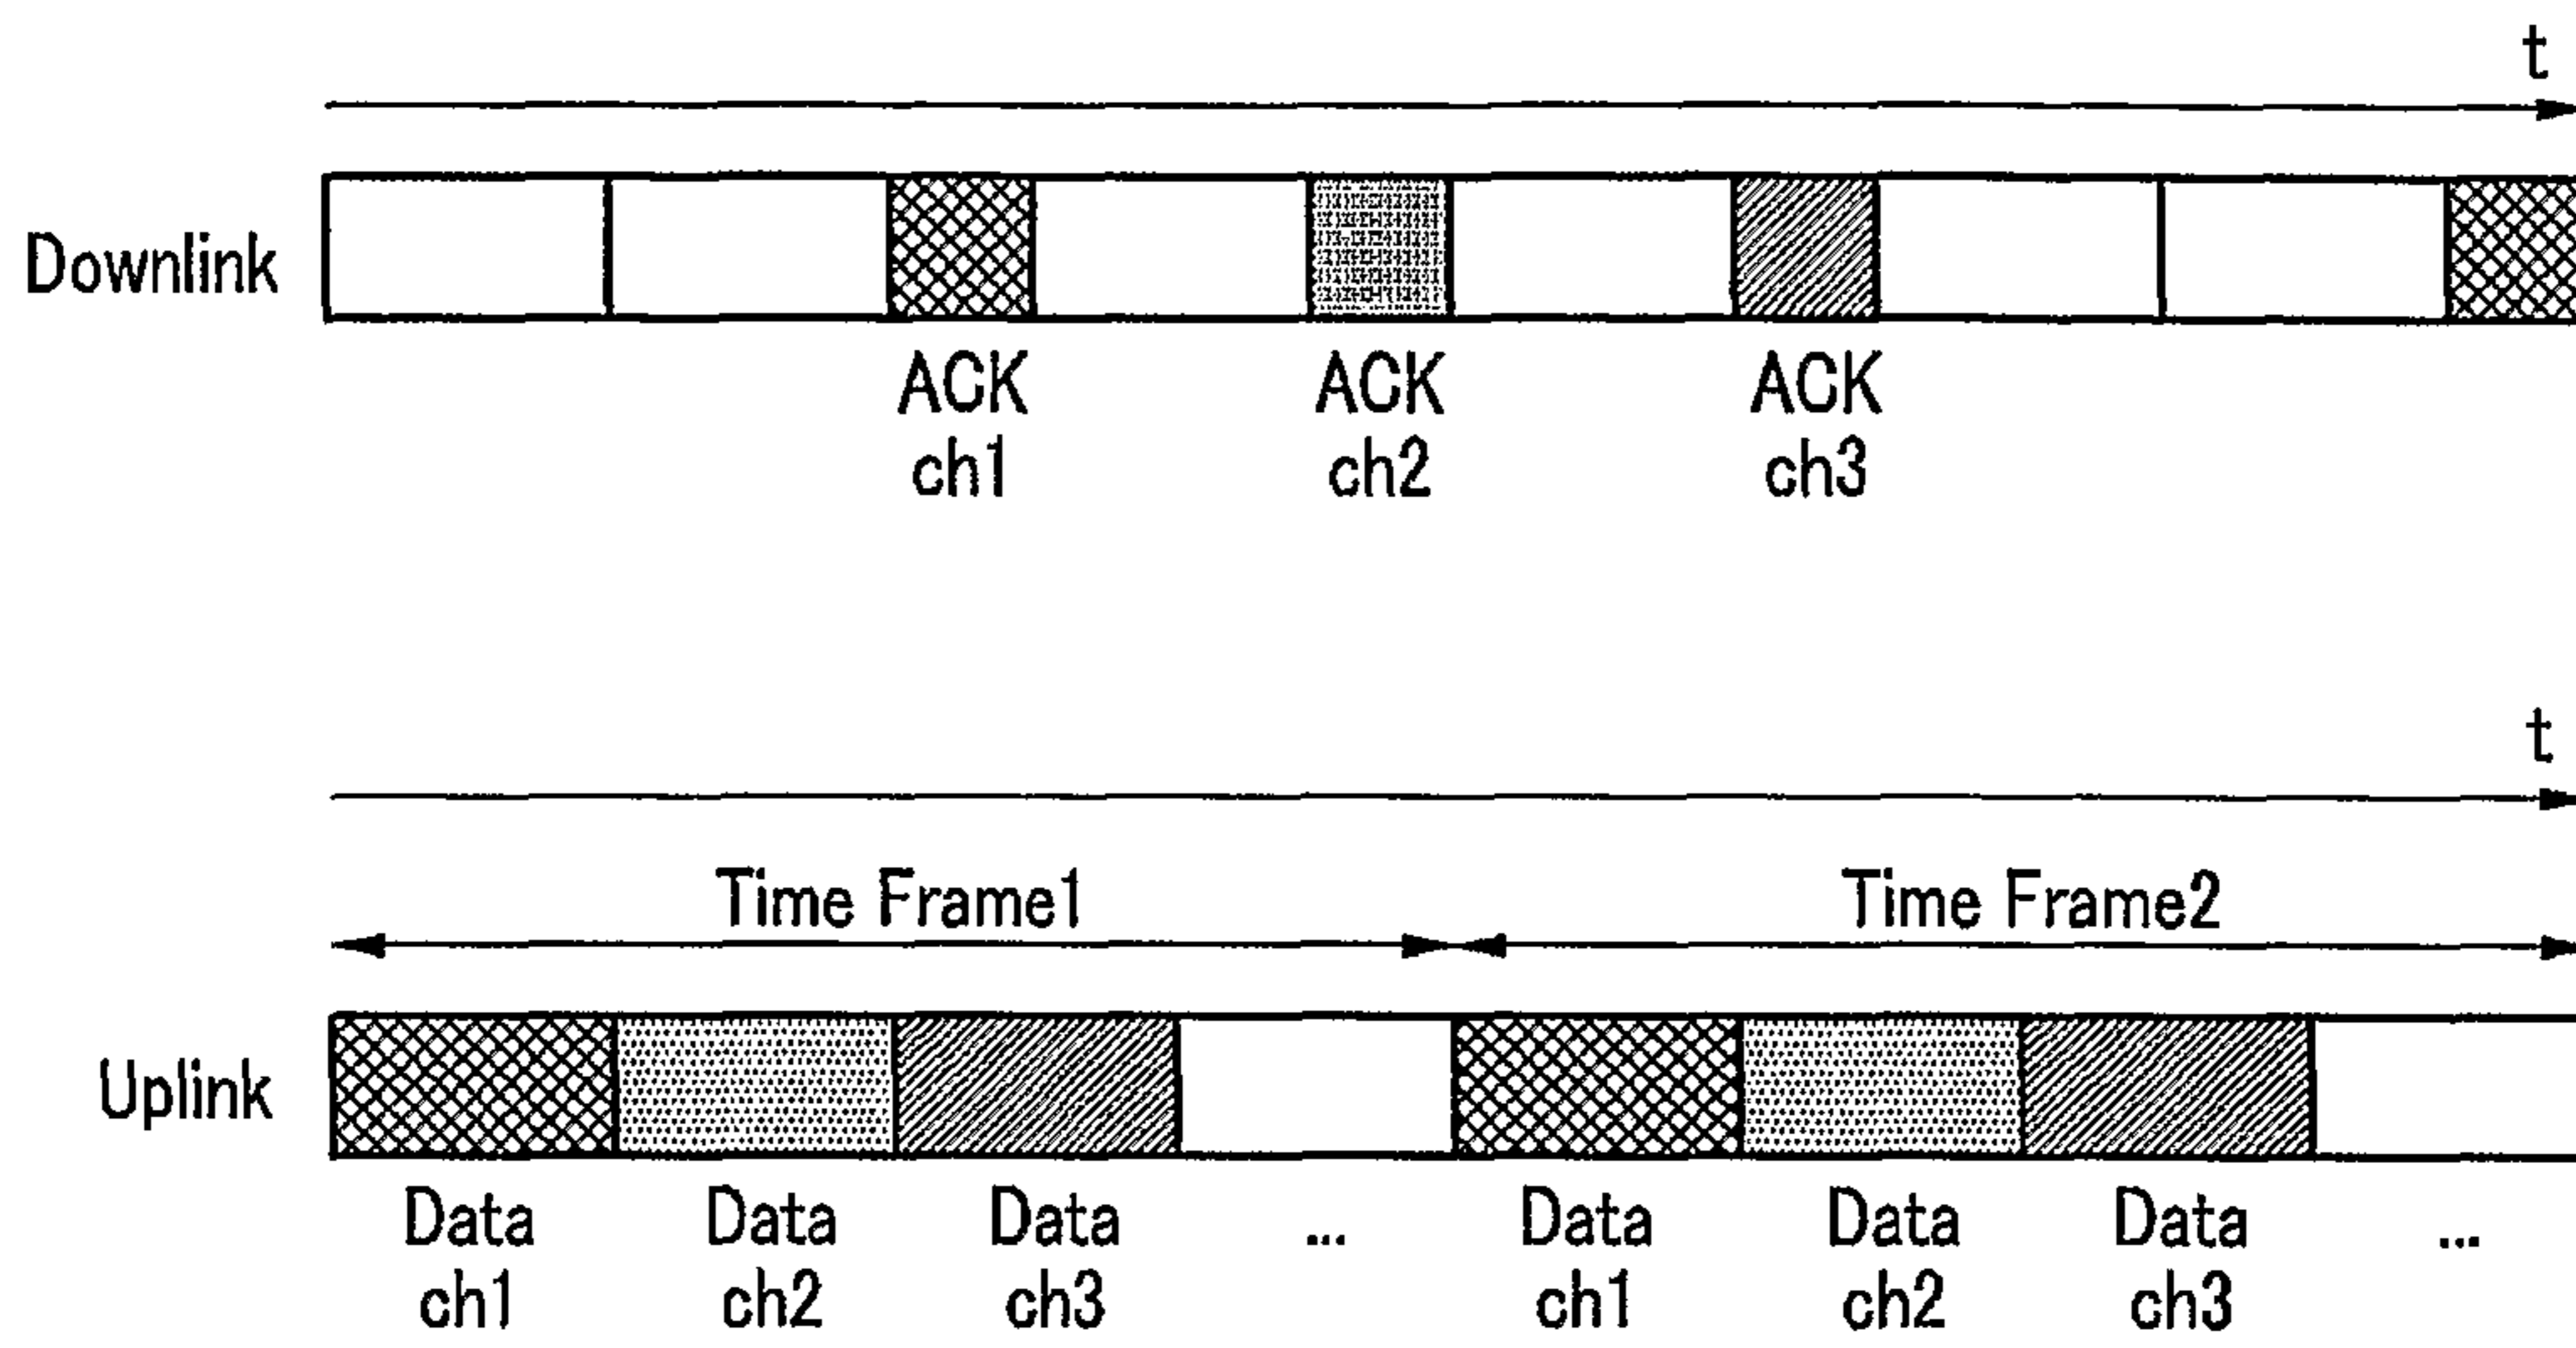 t
Downlink
ACK ACK ACK
ch1 ch2 ch3
t
Time Frame1 Time Frame2
Uplink
Data Data Data ... Data Data Data ...
ch1 ch2 ch3 ch1 ch2 ch3